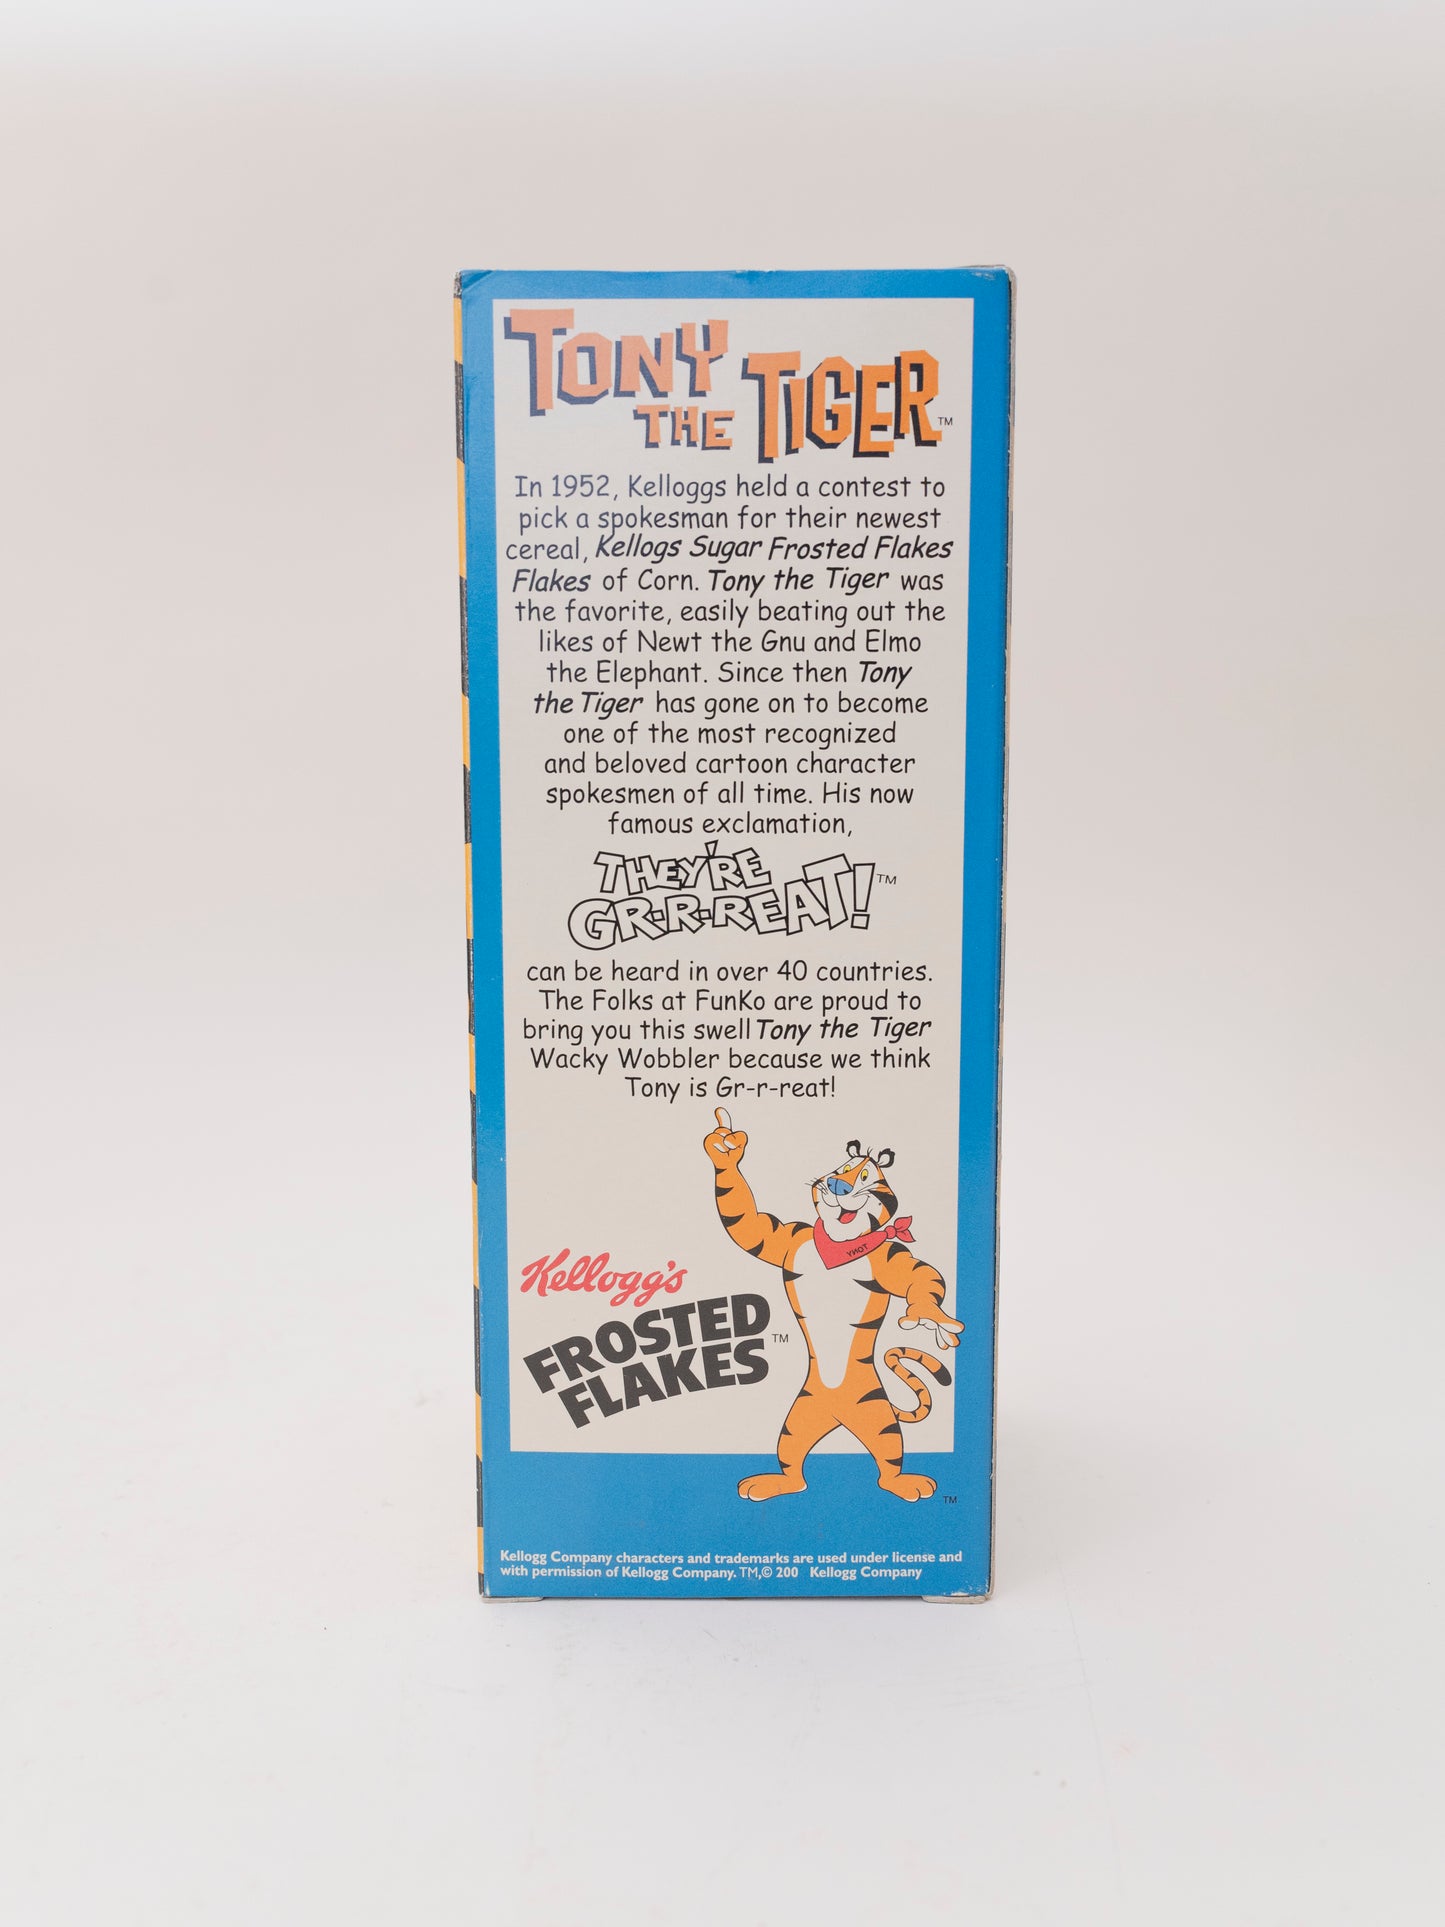 TONY
THE TIGER™
In 1952, Kelloggs held a contest to
pick a spokesman for their newest
cereal, Kellogs Sugar Frosted Flakes
Flakes of Corn. Tony the Tiger was
the favorite, easily beating out the
likes of Newt the Gnu and Elmo
the Elephant. Since then Tony
the Tiger has gone on to become
one of the most recognized
and beloved cartoon character
spokesmen of all time. His now
famous exclamation,
THEY'RE
GR-R-REAT!™
can be heard in over 40 countries.
The Folks at FunKo are proud to
bring you this swell Tony the Tiger
Wacky Wobbler because we think
Tony is Gr-r-reat!
TONY
Kellogg's
FROSTED
FLAKES™
™
Kellogg Company characters and trademarks are used under license and
with permission of Kellogg Company. TM,© 200 Kellogg Company